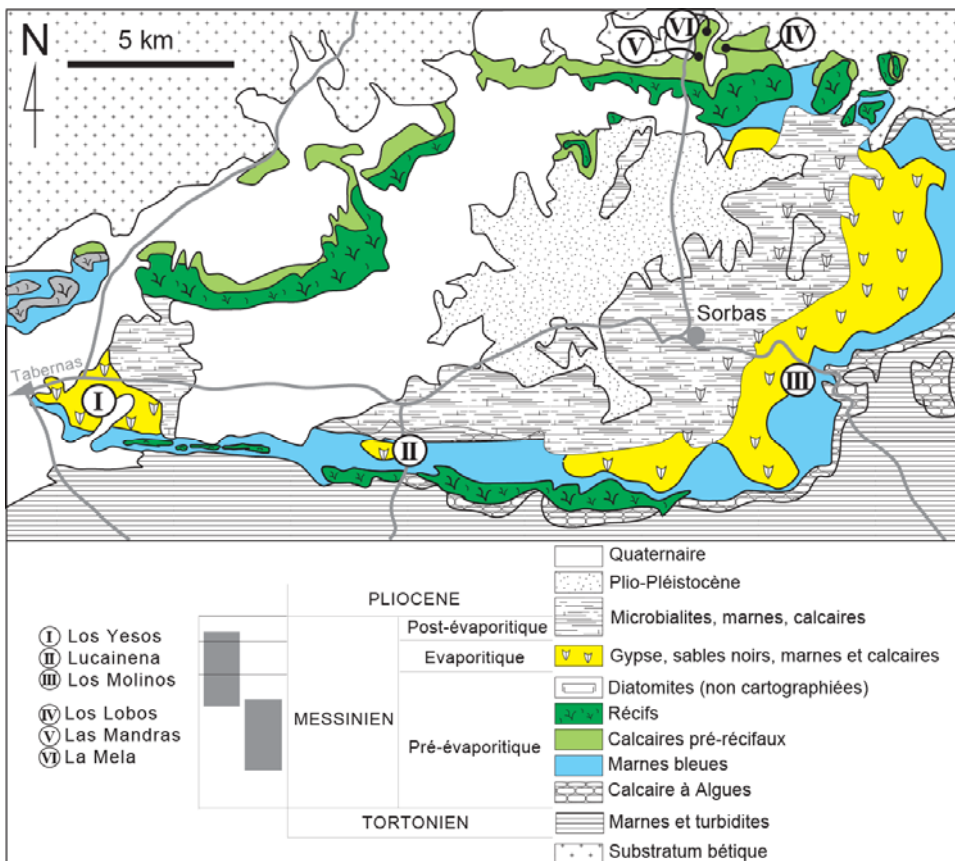 N
5 km
VI
V
IV
Sorbas
Tabernas
I
II
III
I Los Yesos
II Lucainena
III Los Molinos
IV Los Lobos
V Las Mandras
VI La Mela
PLIOCENE
MESSINIEN
Post-évaporitique
Evaporitique
Pré-évaporitique
TORTONIEN
Quaternaire
Plio-Pléistocène
Microbialites, marnes, calcaires
Gypse, sables noirs, marnes et calcaires
Diatomites (non cartographiées)
Récifs
Calcaires pré-récifaux
Marnes bleues
Calcaire à Algues
Marnes et turbidites
Substratum bétique